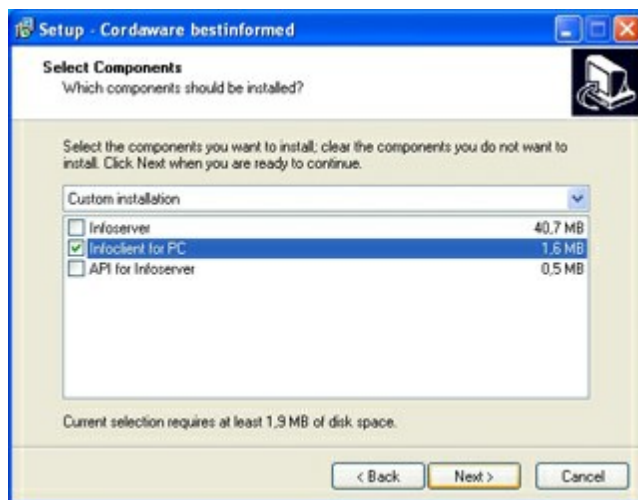 Setup - Cordaware bestinformed
Select Components
Which components should be installed?
Select the components you want to install; clear the components you do not want to
install. Click Next when you are ready to continue.
Custom installation
Infoserver 40,7 MB
Infoclient for PC 1,6 MB
API for Infoserver 0,5 MB
Current selection requires at least 1,9 MB of disk space.
< Back Next > Cancel